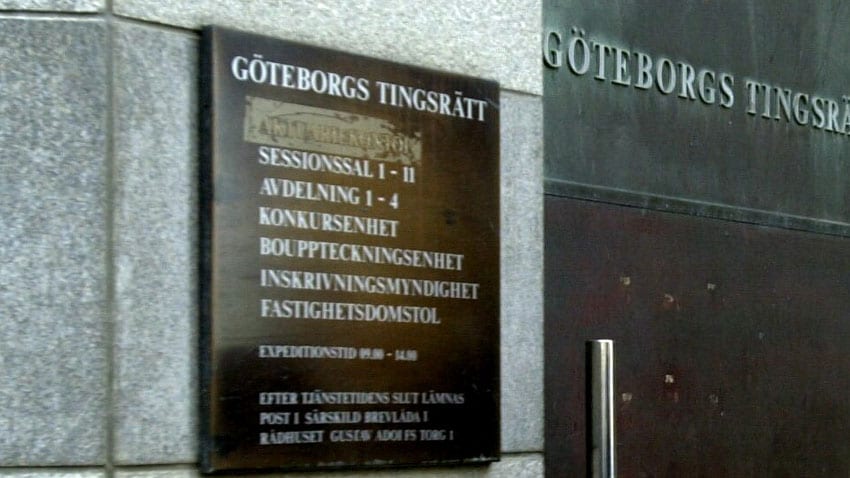 GÖTEBORGS TINGSRÄTT
SESSIONSSAL 1 - 11
AVDELNING 1 - 4
KONKURSENHET
BOUPPTECKNINGSENHET
INSKRIVNINGSMYNDIGHET
FASTIGHETSDOMSTOL
EXPEDITIONSTID 09.00 - 14.00
EFTER TJÄNSTETIDENS SLUT LÄMNAS
POST I SÄRSKILD BREVLÅDA I
RÅDHUSET GUSTAV ADOLFS TORG 1
GÖTEBORGS TINGSRÄ